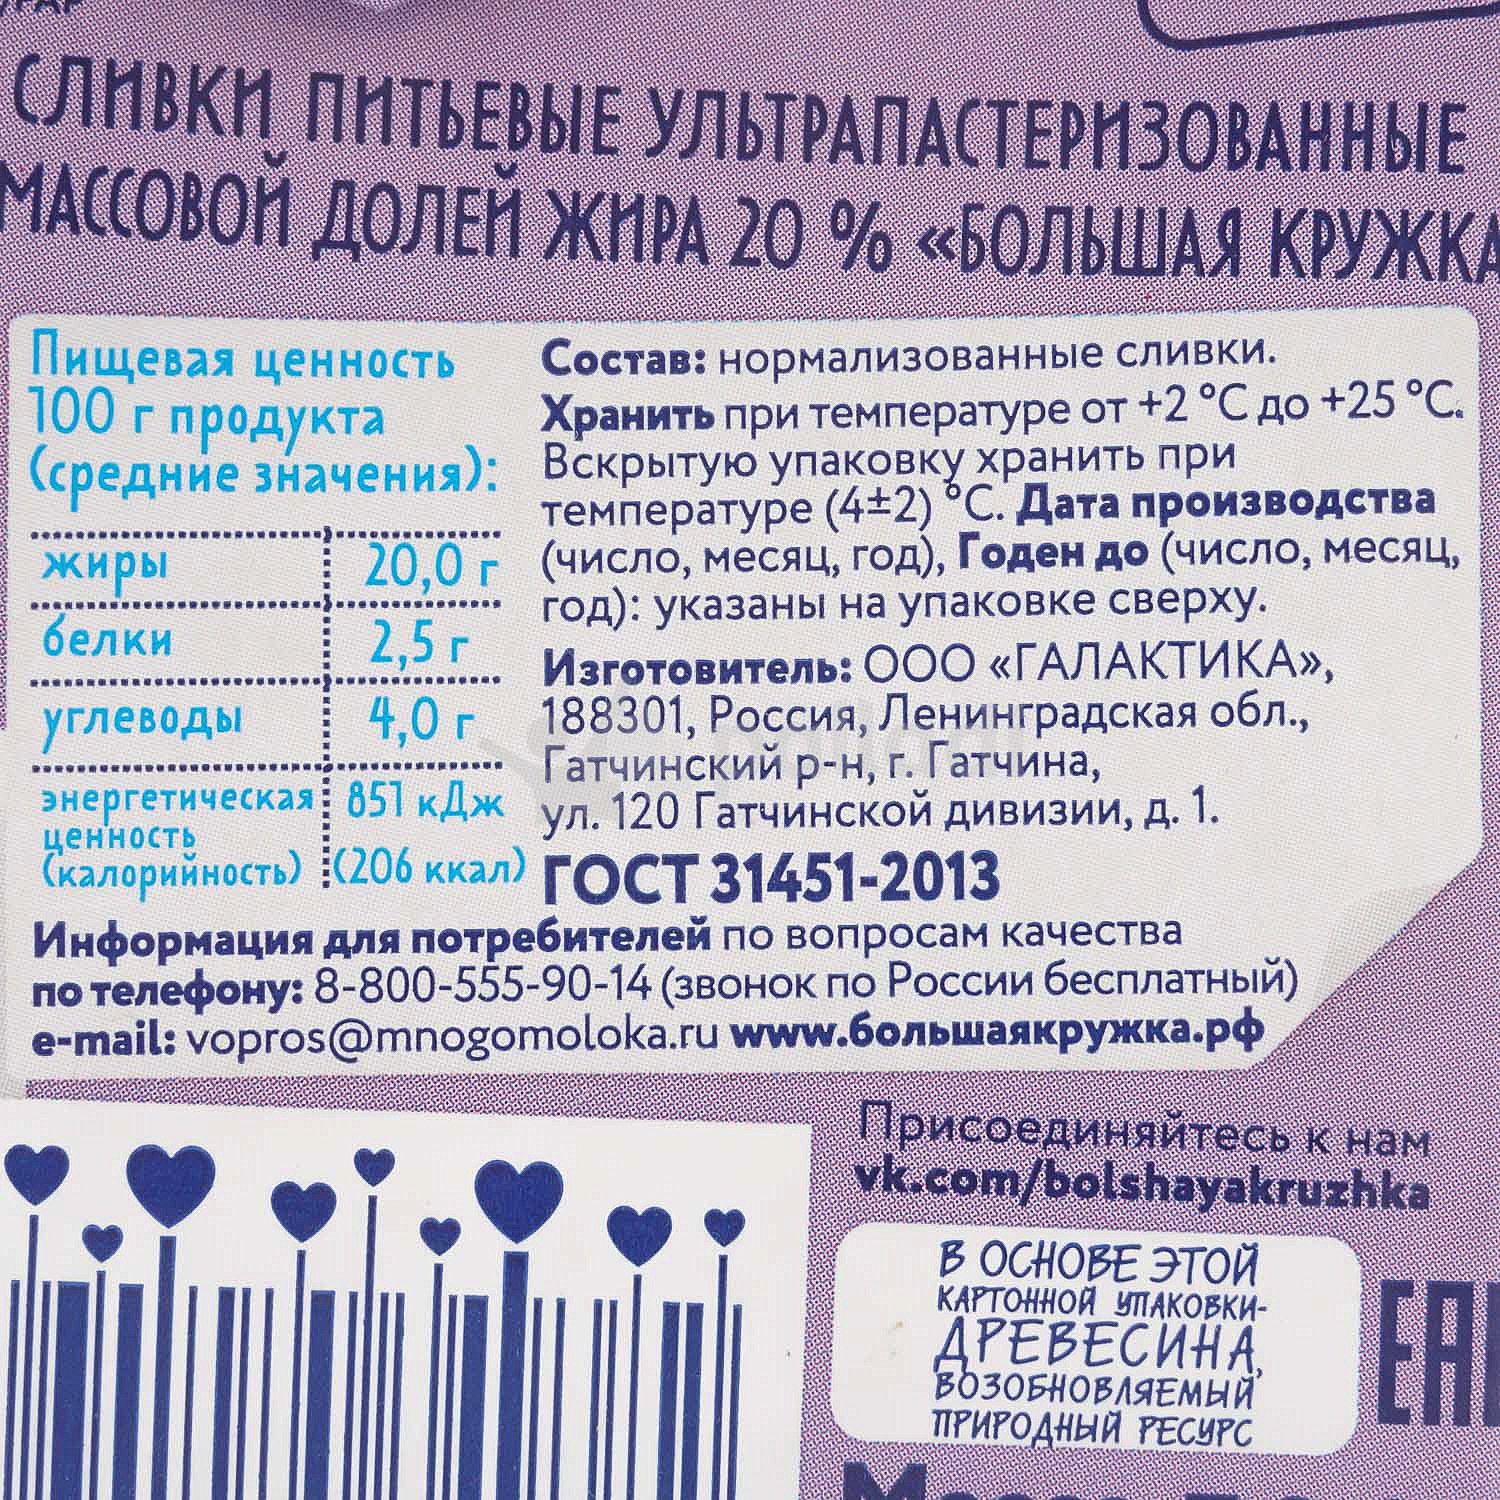 СЛИВКИ ПИТЬЕВЫЕ УЛЬТРАПАСТЕРИЗОВАННЫЕ
МАССОВОЙ ДОЛЕЙ ЖИРА 20 % «БОЛЬШАЯ КРУЖКА
Пищевая ценность
100 г продукта
(средние значения):
жиры 20,0 г
белки 2,5 г
углеводы 4,0 г
энергетическая 851 кДж
ценность
(калорийность) (206 ккал)
Состав: нормализованные сливки.
Хранить при температуре от +2 °С до +25 °С.
Вскрытую упаковку хранить при
температуре (4±2) °С. Дата производства
(число, месяц, год), Годен до (число, месяц,
год): указаны на упаковке сверху.
Изготовитель: ООО «ГАЛАКТИКА»,
188301, Россия, Ленинградская обл.,
Гатчинский р-н, г. Гатчина,
ул. 120 Гатчинской дивизии, д. 1.
ГОСТ 31451-2013
Информация для потребителей по вопросам качества
по телефону: 8-800-555-90-14 (звонок по России бесплатный)
e-mail: vopros@mnogomoloka.ru www.большаякружка.рф
Присоединяйтесь к нам
vk.com/bolshayakruzhka
В ОСНОВЕ ЭТОЙ
КАРТОННОЙ УПАКОВКИ-
ДРЕВЕСИНА,
ВОЗОБНОВЛЯЕМЫЙ
ПРИРОДНЫЙ РЕСУРС